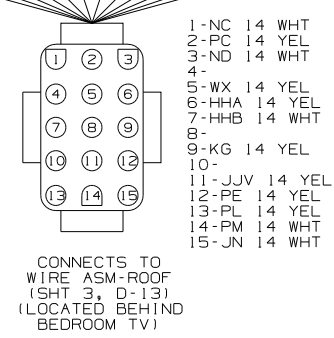 1 2 3
4 5 6
7 8 9
10 11 12
13 14 15
1-NC 14 WHT
2-PC 14 YEL
3-ND 14 WHT
4-
5-WX 14 YEL
6-HHA 14 YEL
7-HHB 14 WHT
8-
9-KG 14 YEL
10-
11-JJV 14 YEL
12-PE 14 YEL
13-PL 14 YEL
14-PM 14 WHT
15-JN 14 WHT
CONNECTS TO
WIRE ASM-ROOF
(SHT 3, D-13)
(LOCATED BEHIND
BEDROOM TV)